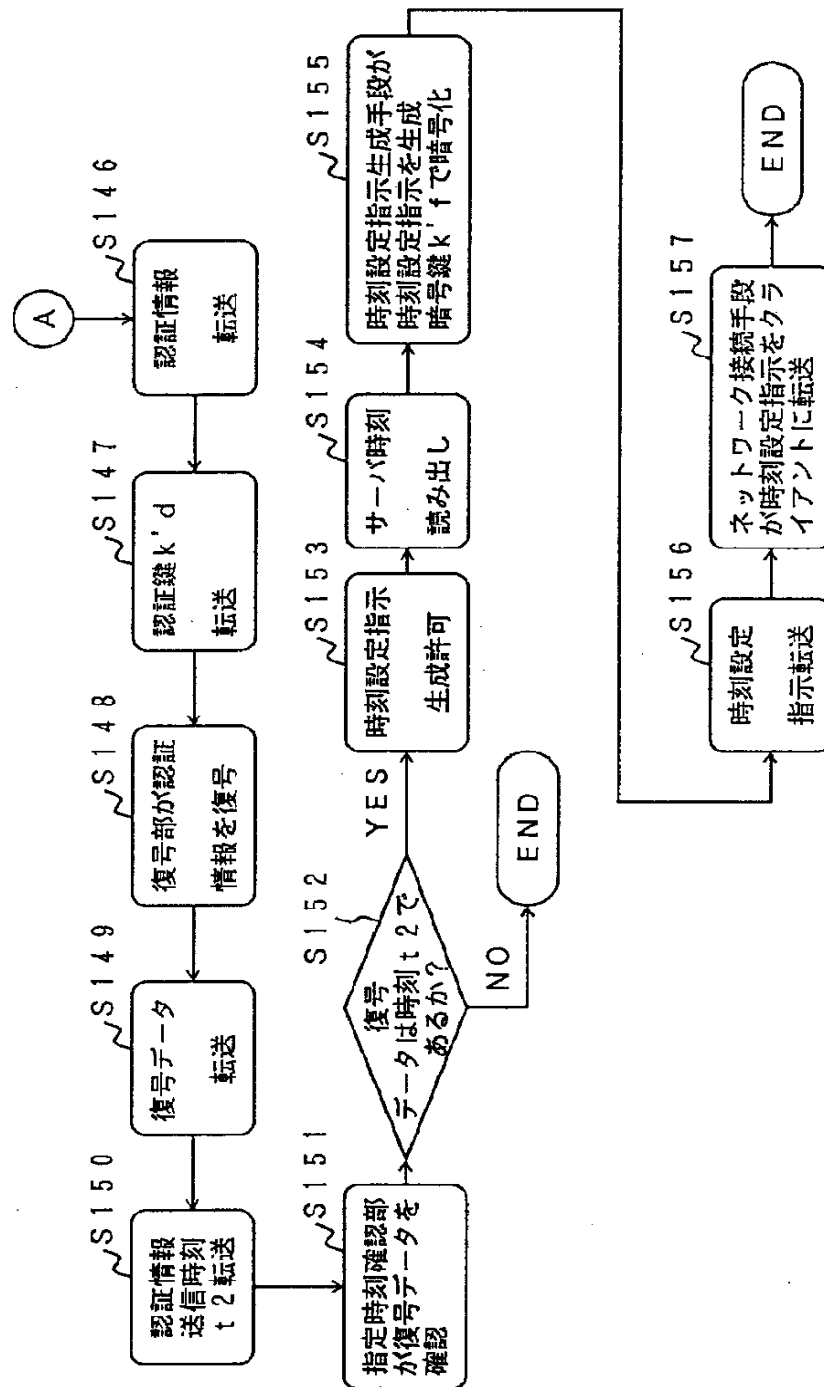 A
S146
認証情報
転送
S147
認証鍵k'd
転送
S148
復号部が認証
情報を復号
S149
復号データ
転送
S150
認証情報
送信時刻
t2転送
S151
指定時刻確認部
が復号データを
確認
S152
復号
データは時刻t2で
あるか?
NO
END
YES
S153
時刻設定指示
生成許可
S154
サーバ時刻
読み出し
S155
時刻設定指示生成手段が
時刻設定指示を生成
暗号鍵k'fで暗号化
S156
時刻設定
指示転送
S157
ネットワーク接続手段
が時刻設定指示をクラ
イアントに転送
END